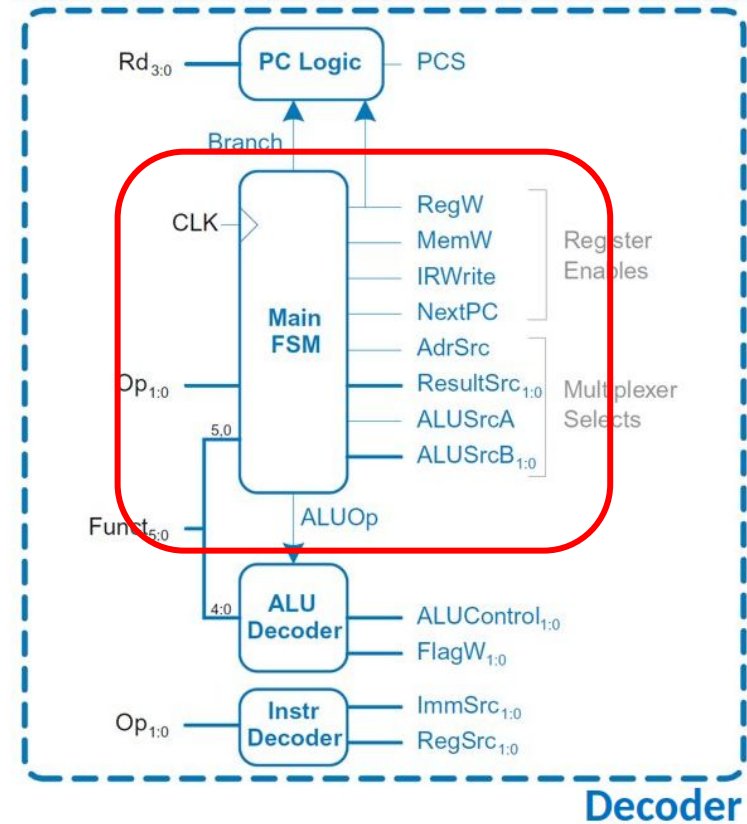 Rd3:0
PC Logic
PCS
Branch
CLK
RegW
MemW
IRWrite
NextPC
Register
Enables
Main
FSM
AdrSrc
Op1:0
ResultSrc1:0
ALUSrcA
ALUSrcB1:0
Multiplexer
Selects
5,0
Funct5:0
ALUOp
4:0
ALU
Decoder
ALUControl1:0
FlagW1:0
Op1:0
Instr
Decoder
ImmSrc1:0
RegSrc1:0
Decoder